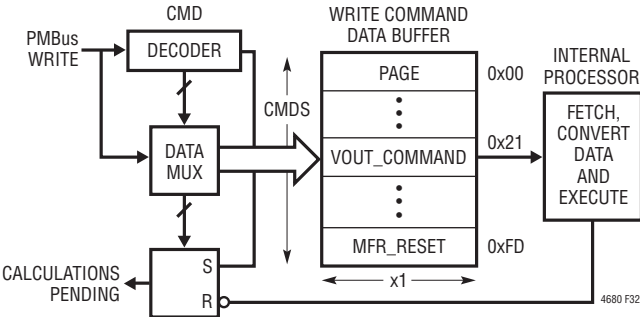 CMD
PMBus
WRITE
DECODER
DATA
MUX
S
R
CALCULATIONS
PENDING
CMDS
WRITE COMMAND
DATA BUFFER
PAGE
0x00
VOUT_COMMAND
0x21
MFR_RESET
0xFD
x1
INTERNAL
PROCESSOR
FETCH,
CONVERT
DATA
AND
EXECUTE
4680 F32